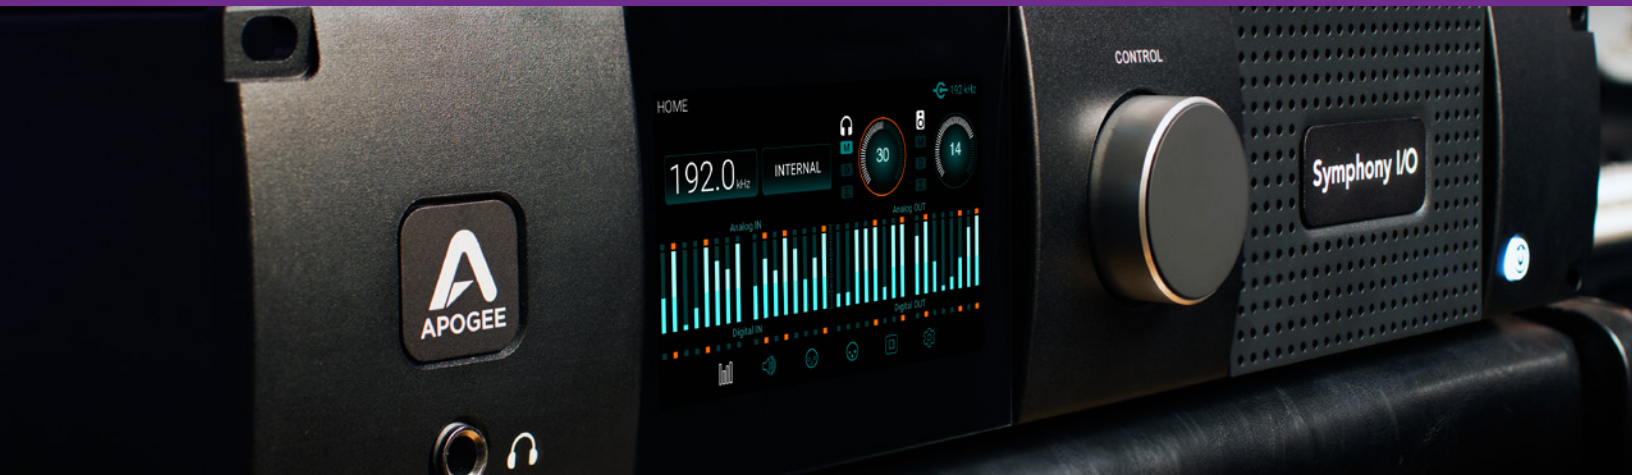 APOGEE
HOME
192 kHz
192.0 kHz
INTERNAL
M
30
14
Analog IN
Analog OUT
Digital IN
Digital OUT
D
CONTROL
Symphony I/O